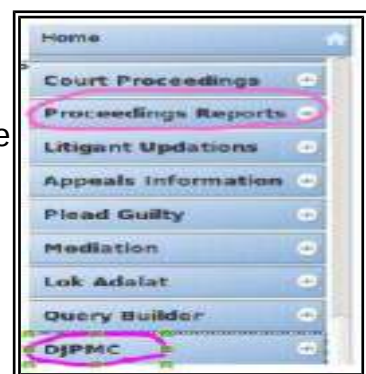 Home
Court Proceedings
Proceedings Reports
e
Litigant Updations
Appeals Information
Plead Guilty
Mediation
Lok Adalat
Query Builder
DJPMC